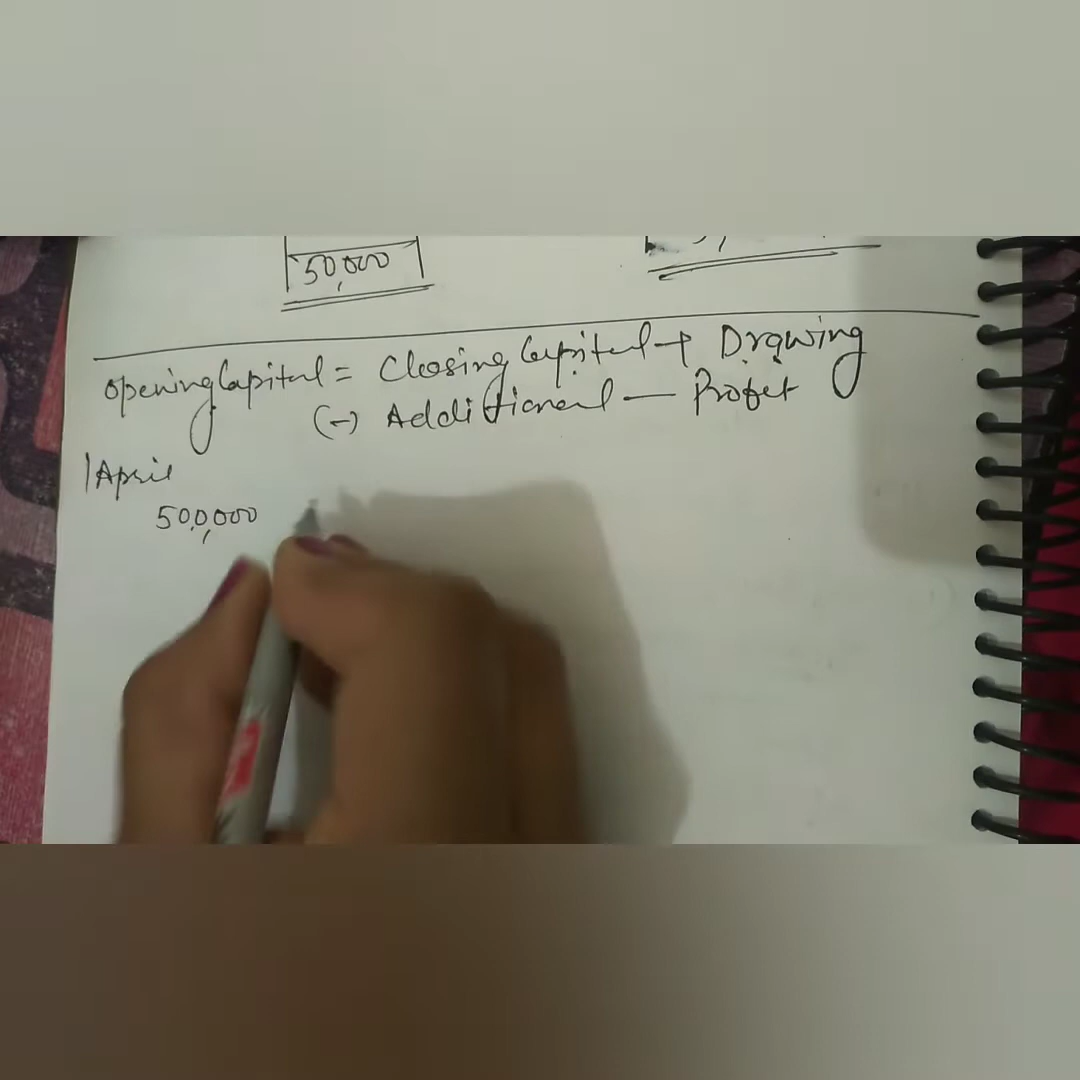 50,000
Opening Capital = Closing Capital + Drawing
(-) Additional — Profit
1 April
500,000